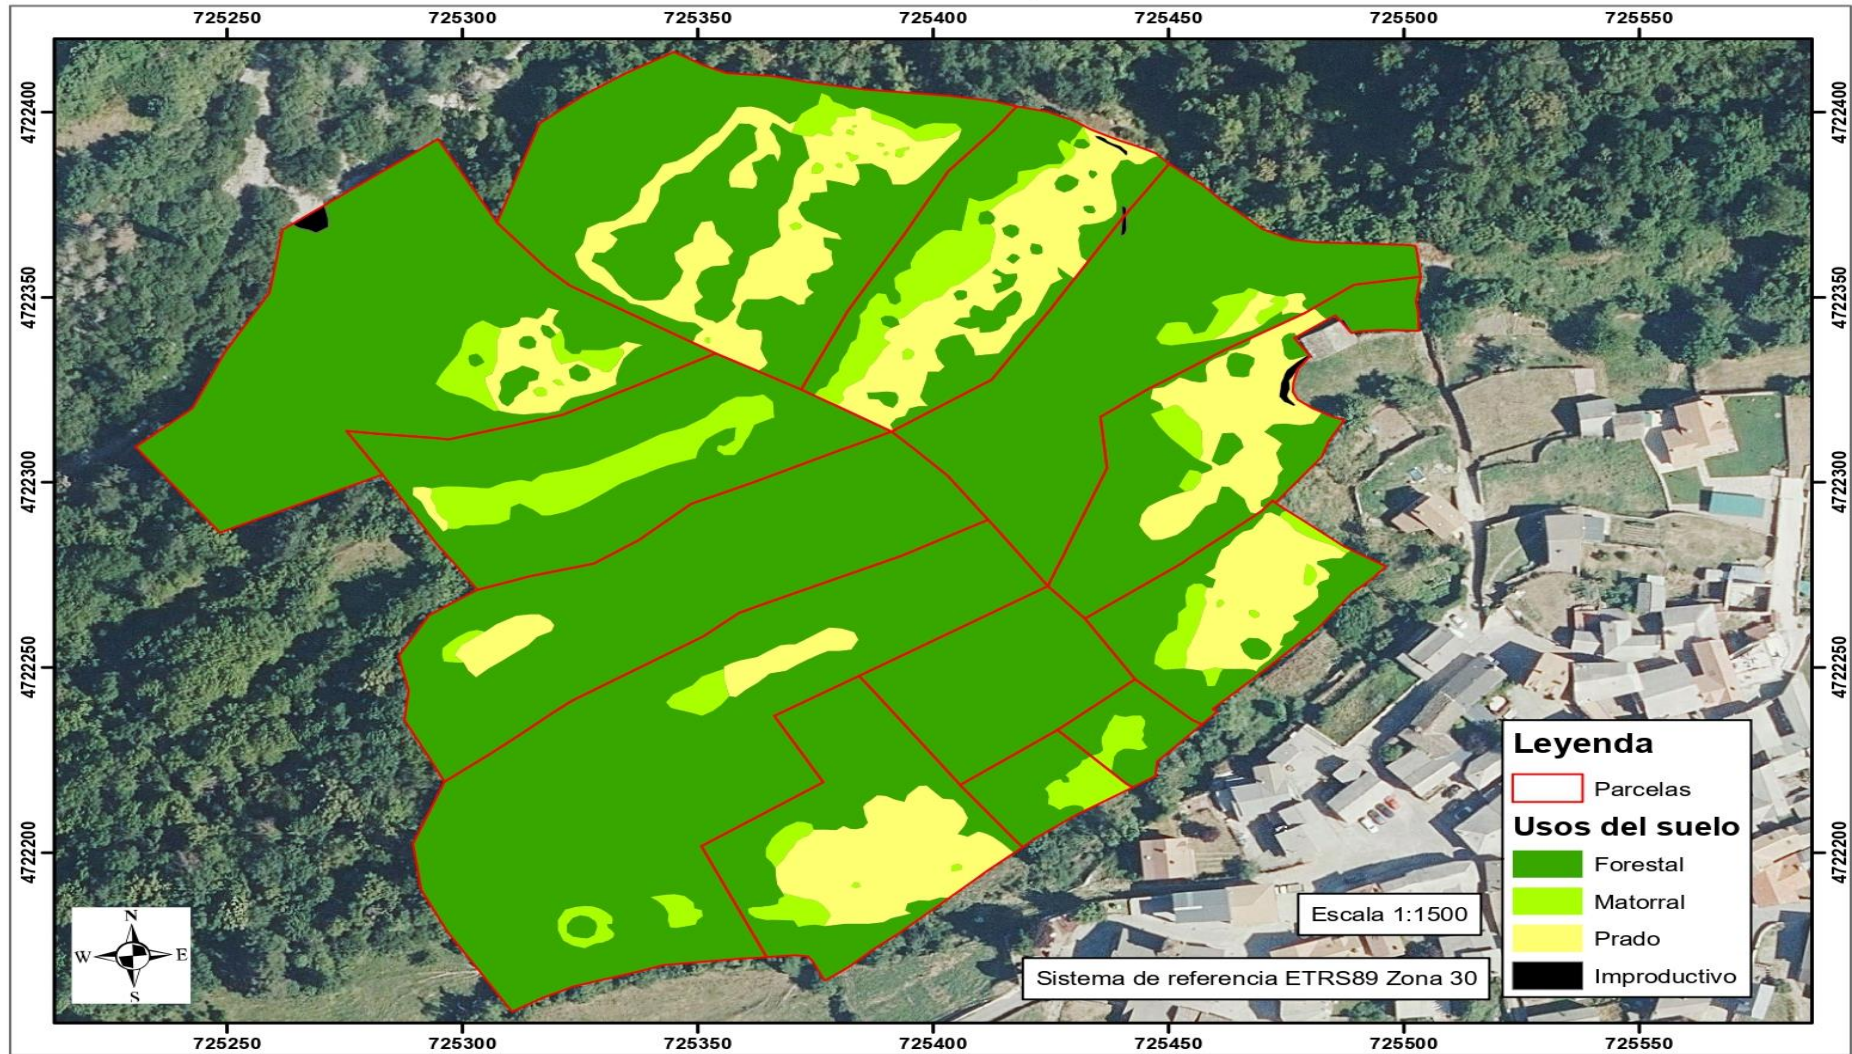 725250 725300 725350 725400 725450 725500 725550
4722400 4722400
4722350 4722350
4722300 4722300
4722250 4722250
4722200 4722200
Leyenda
Parcelas
Usos del suelo
Forestal
Matorral
Prado
Improductivo
Escala 1:1500
Sistema de referencia ETRS89 Zona 30
N
W E
S
725250 725300 725350 725400 725450 725500 725550